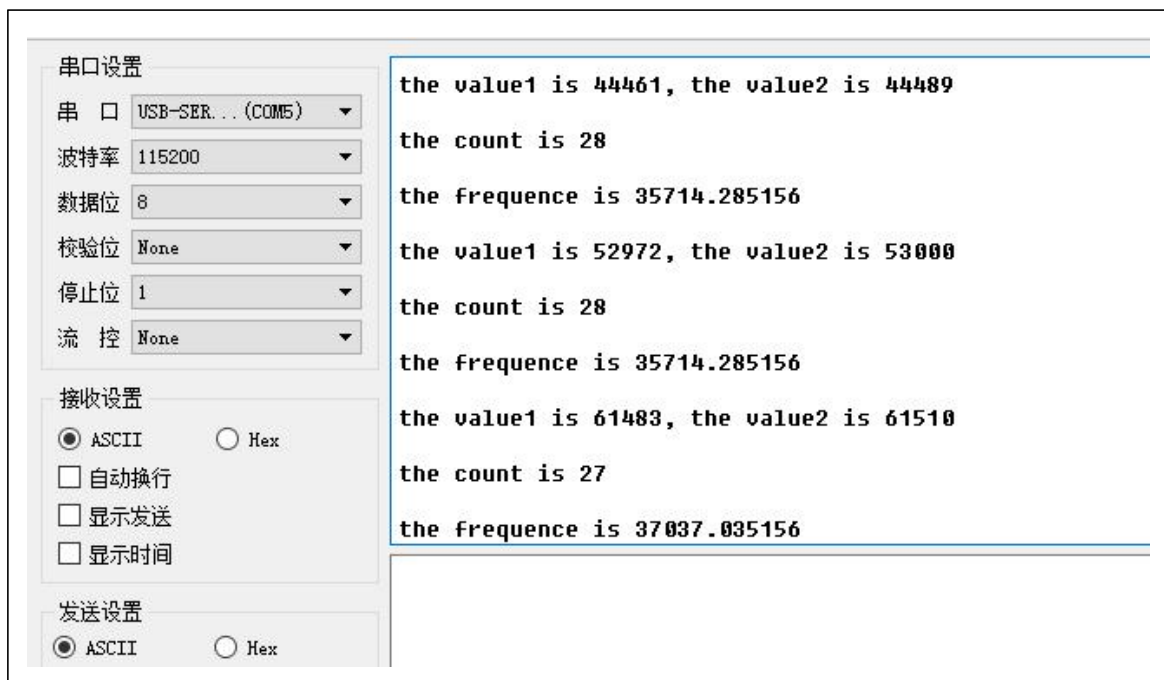 串口设置
串 口 USB-SER...(COM5)
波特率 115200
数据位 8
校验位 None
停止位 1
流 控 None
接收设置
ASCII Hex
自动换行
显示发送
显示时间
发送设置
ASCII Hex
the value1 is 44461, the value2 is 44489
the count is 28
the frequence is 35714.285156
the value1 is 52972, the value2 is 53000
the count is 28
the frequence is 35714.285156
the value1 is 61483, the value2 is 61510
the count is 27
the frequence is 37037.035156